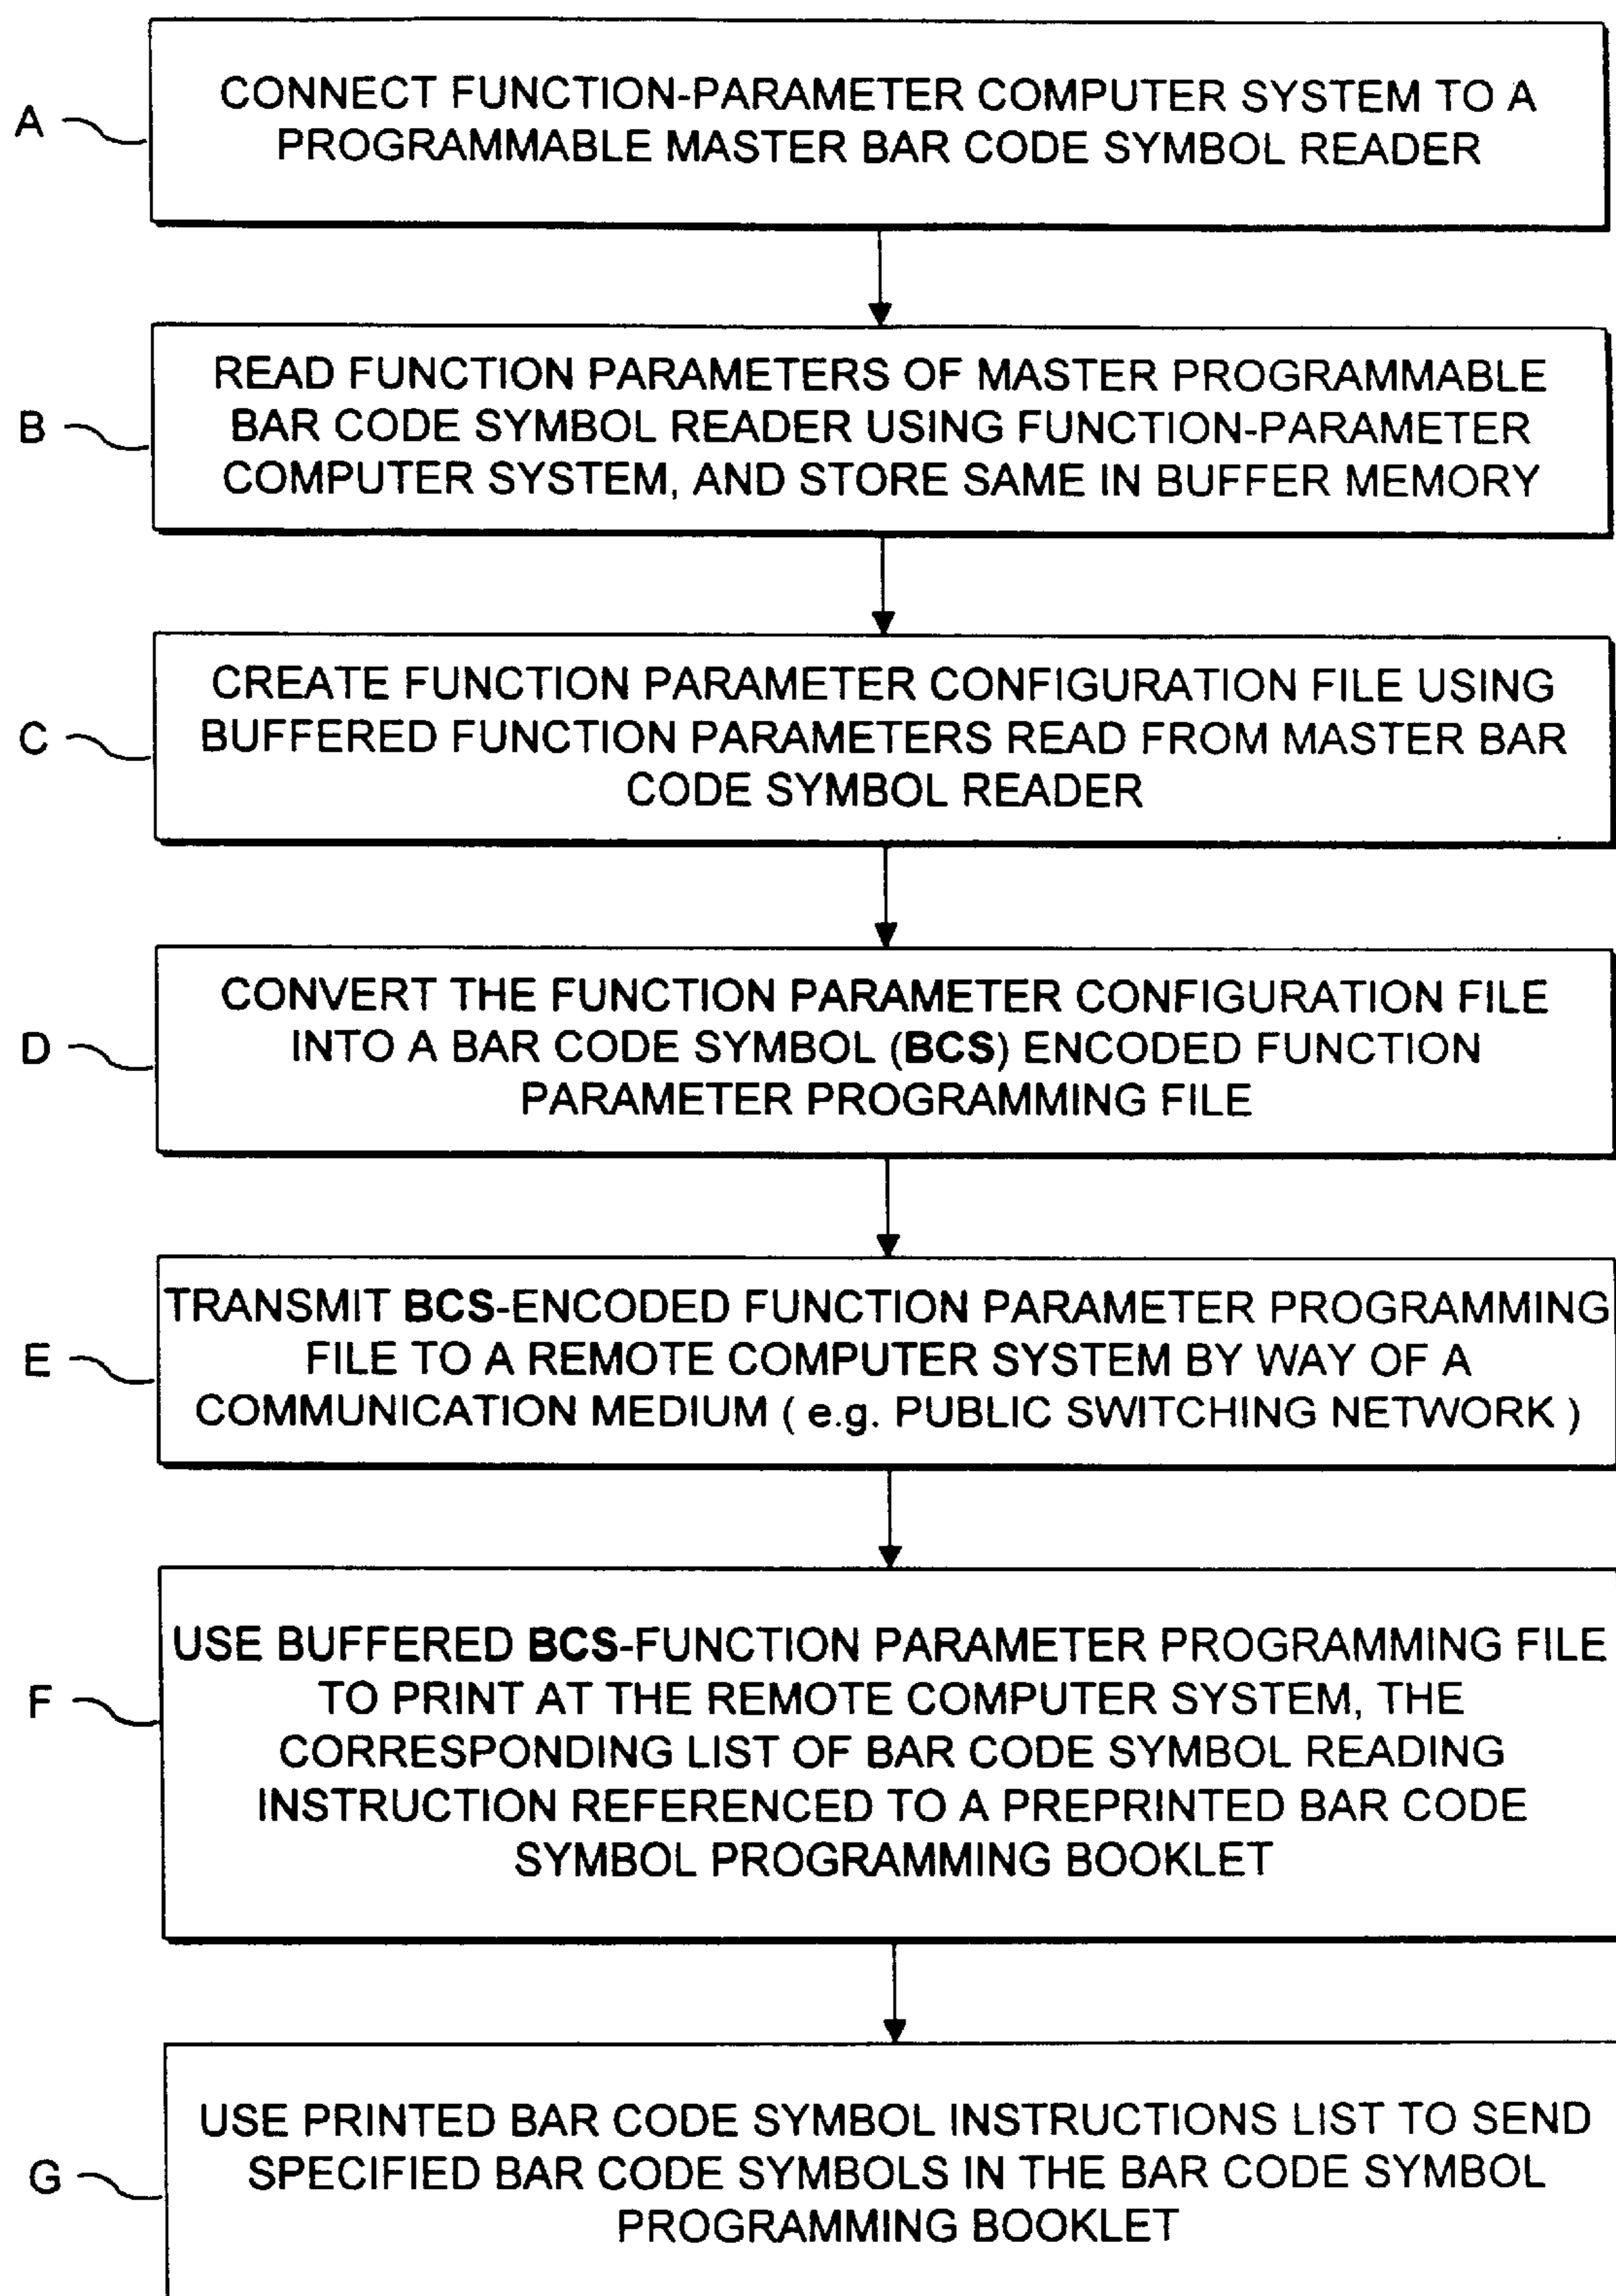 A
CONNECT FUNCTION-PARAMETER COMPUTER SYSTEM TO A
PROGRAMMABLE MASTER BAR CODE SYMBOL READER
B
READ FUNCTION PARAMETERS OF MASTER PROGRAMMABLE
BAR CODE SYMBOL READER USING FUNCTION-PARAMETER
COMPUTER SYSTEM, AND STORE SAME IN BUFFER MEMORY
C
CREATE FUNCTION PARAMETER CONFIGURATION FILE USING
BUFFERED FUNCTION PARAMETERS READ FROM MASTER BAR
CODE SYMBOL READER
D
CONVERT THE FUNCTION PARAMETER CONFIGURATION FILE
INTO A BAR CODE SYMBOL (BCS) ENCODED FUNCTION
PARAMETER PROGRAMMING FILE
E
TRANSMIT BCS-ENCODED FUNCTION PARAMETER PROGRAMMING
FILE TO A REMOTE COMPUTER SYSTEM BY WAY OF A
COMMUNICATION MEDIUM ( e.g. PUBLIC SWITCHING NETWORK )
F
USE BUFFERED BCS-FUNCTION PARAMETER PROGRAMMING FILE
TO PRINT AT THE REMOTE COMPUTER SYSTEM, THE
CORRESPONDING LIST OF BAR CODE SYMBOL READING
INSTRUCTION REFERENCED TO A PREPRINTED BAR CODE
SYMBOL PROGRAMMING BOOKLET
G
USE PRINTED BAR CODE SYMBOL INSTRUCTIONS LIST TO SEND
SPECIFIED BAR CODE SYMBOLS IN THE BAR CODE SYMBOL
PROGRAMMING BOOKLET